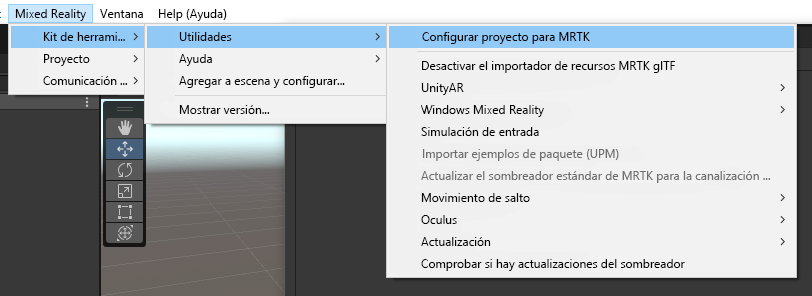 Mixed Reality Ventana Help (Ayuda)
Kit de herrami...
Proyecto
Comunicación ...
Utilidades
Ayuda
Agregar a escena y configurar...
Mostrar versión...
Configurar proyecto para MRTK
Desactivar el importador de recursos MRTK glTF
UnityAR
Windows Mixed Reality
Simulación de entrada
Importar ejemplos de paquete (UPM)
Actualizar el sombreador estándar de MRTK para la canalización ...
Movimiento de salto
Oculus
Actualización
Comprobar si hay actualizaciones del sombreador